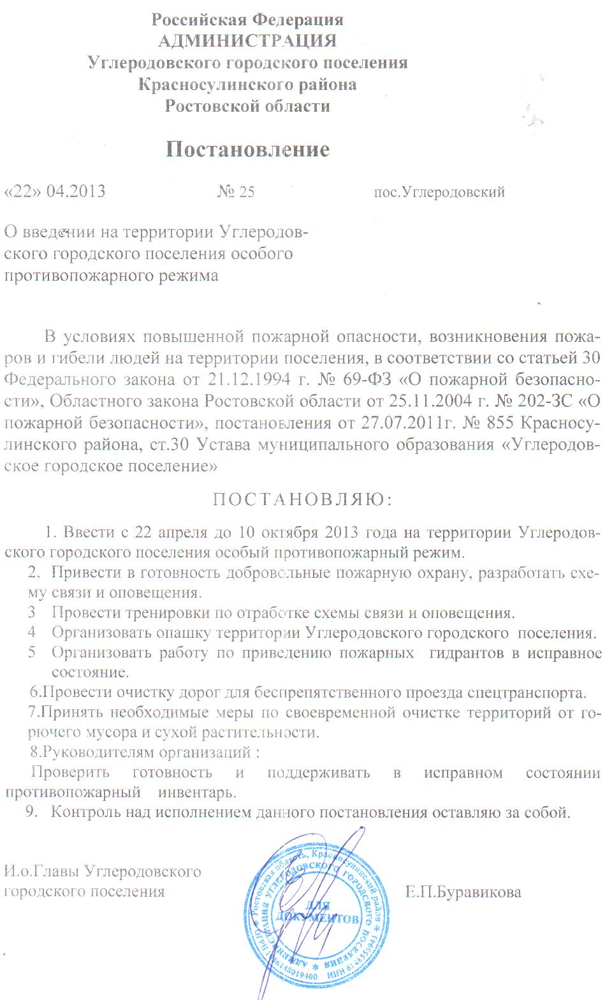 Российская Федерация
АДМИНИСТРАЦИЯ
Углеродовского городского поселения
Красносулинского района
Ростовской области
Постановление
«22» 04.2013 № 25 пос.Углеродовский
О введении на территории Углеродов-
ского городского поселения особого
противопожарного режима
В условиях повышенной пожарной опасности, возникновения пожа-
ров и гибели людей на территории поселения, в соответствии со статьей 30
Федерального закона от 21.12.1994 г. № 69-ФЗ «О пожарной безопасно-
сти», Областного закона Ростовской области от 25.11.2004 г. № 202-ЗС «О
пожарной безопасности», постановления от 27.07.2011г. № 855 Красносу-
линского района, ст.30 Устава муниципального образования «Углеродов-
ское городское поселение»
ПОСТАНОВЛЯЮ:
1. Ввести с 22 апреля до 10 октября 2013 года на территории Углеродов-
ского городского поселения особый противопожарный режим.
2. Привести в готовность добровольные пожарную охрану, разработать схе-
му связи и оповещения.
3 Провести тренировки по отработке схемы связи и оповещения.
4 Организовать опашку территории Углеродовского городского поселения.
5 Организовать работу по приведению пожарных гидрантов в исправное
состояние.
6.Провести очистку дорог для беспрепятственного проезда спецтранспорта.
7.Принять необходимые меры по своевременной очистке территорий от го-
рючего мусора и сухой растительности.
8.Руководителям организаций :
Проверить готовность и поддерживать в исправном состоянии
противопожарный инвентарь.
9. Контроль над исполнением данного постановления оставляю за собой.
И.о.Главы Углеродовского
городского поселения Е.П.Буравикова
Ростовская область, Красносулинский район
АДМИНИСТРАЦИЯ УГЛЕРОДОВСКОГО ГОРОДСКОГО ПОСЕЛЕНИЯ
ДЛЯ
ДОКУМЕНТОВ
ОГРН ИНН 6148555943